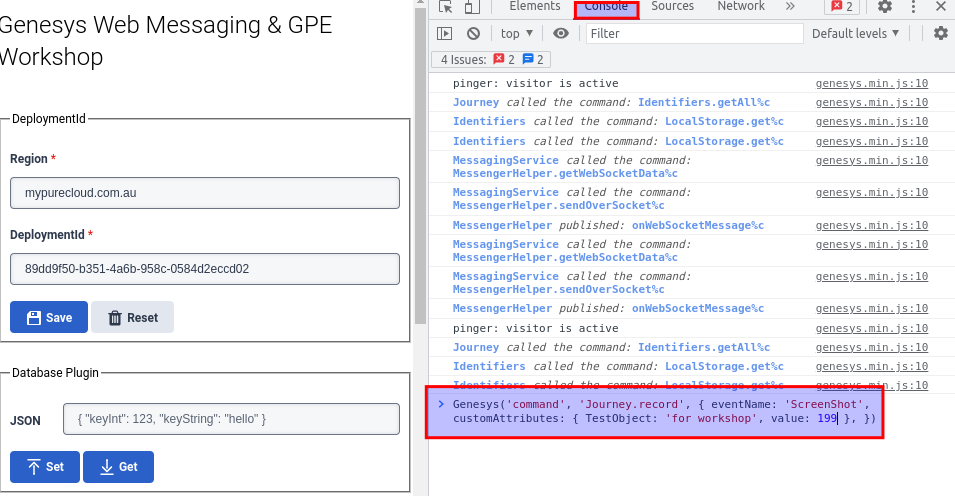 Genesys Web Messaging & GPE
Workshop
DeploymentId
Region *
mypurecloud.com.au
DeploymentId *
89dd9f50-b351-4a6b-958c-0584d2eccd02
Save
Reset
Database Plugin
JSON
{ "keyInt": 123, "keyString": "hello" }
Set
Get
Elements Console Sources Network » 2
top ▼ Filter Default levels ▼
4 Issues: 2 2
pinger: visitor is active genesys.min.js:10
Journey called the command: Identifiers.getAll%c genesys.min.js:10
Identifiers called the command: LocalStorage.get%c genesys.min.js:10
Identifiers called the command: LocalStorage.get%c genesys.min.js:10
MessagingService called the command: genesys.min.js:10
MessengerHelper.getWebSocketData%c
MessagingService called the command: genesys.min.js:10
MessengerHelper.sendOverSocket%c
MessengerHelper published: onWebSocketMessage%c genesys.min.js:10
MessagingService called the command: genesys.min.js:10
MessengerHelper.getWebSocketData%c
MessagingService called the command: genesys.min.js:10
MessengerHelper.sendOverSocket%c
MessengerHelper published: onWebSocketMessage%c genesys.min.js:10
pinger: visitor is active genesys.min.js:10
Journey called the command: Identifiers.getAll%c genesys.min.js:10
Identifiers called the command: LocalStorage.get%c genesys.min.js:10
Identifiers called the command: LocalStorage.get%c genesys.min.js:10
> Genesys('command', 'Journey.record', { eventName: 'ScreenShot',
customAttributes: { TestObject: 'for workshop', value: 199 }, })